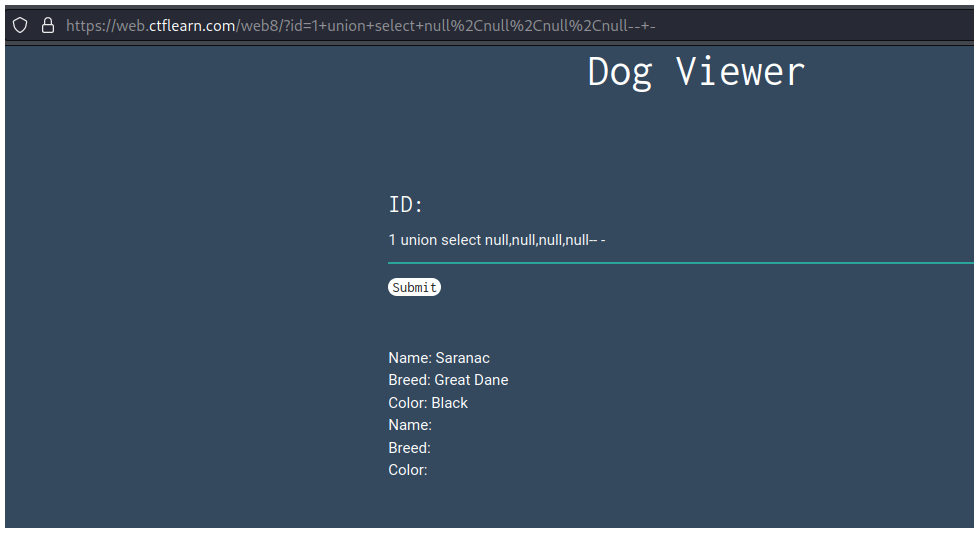 https://web.ctflearn.com/web8/?id=1+union+select+null%2Cnull%2Cnull%2Cnull--+-
Dog Viewer
ID:
1 union select null,null,null,null-- -
Submit
Name: Saranac
Breed: Great Dane
Color: Black
Name:
Breed:
Color: